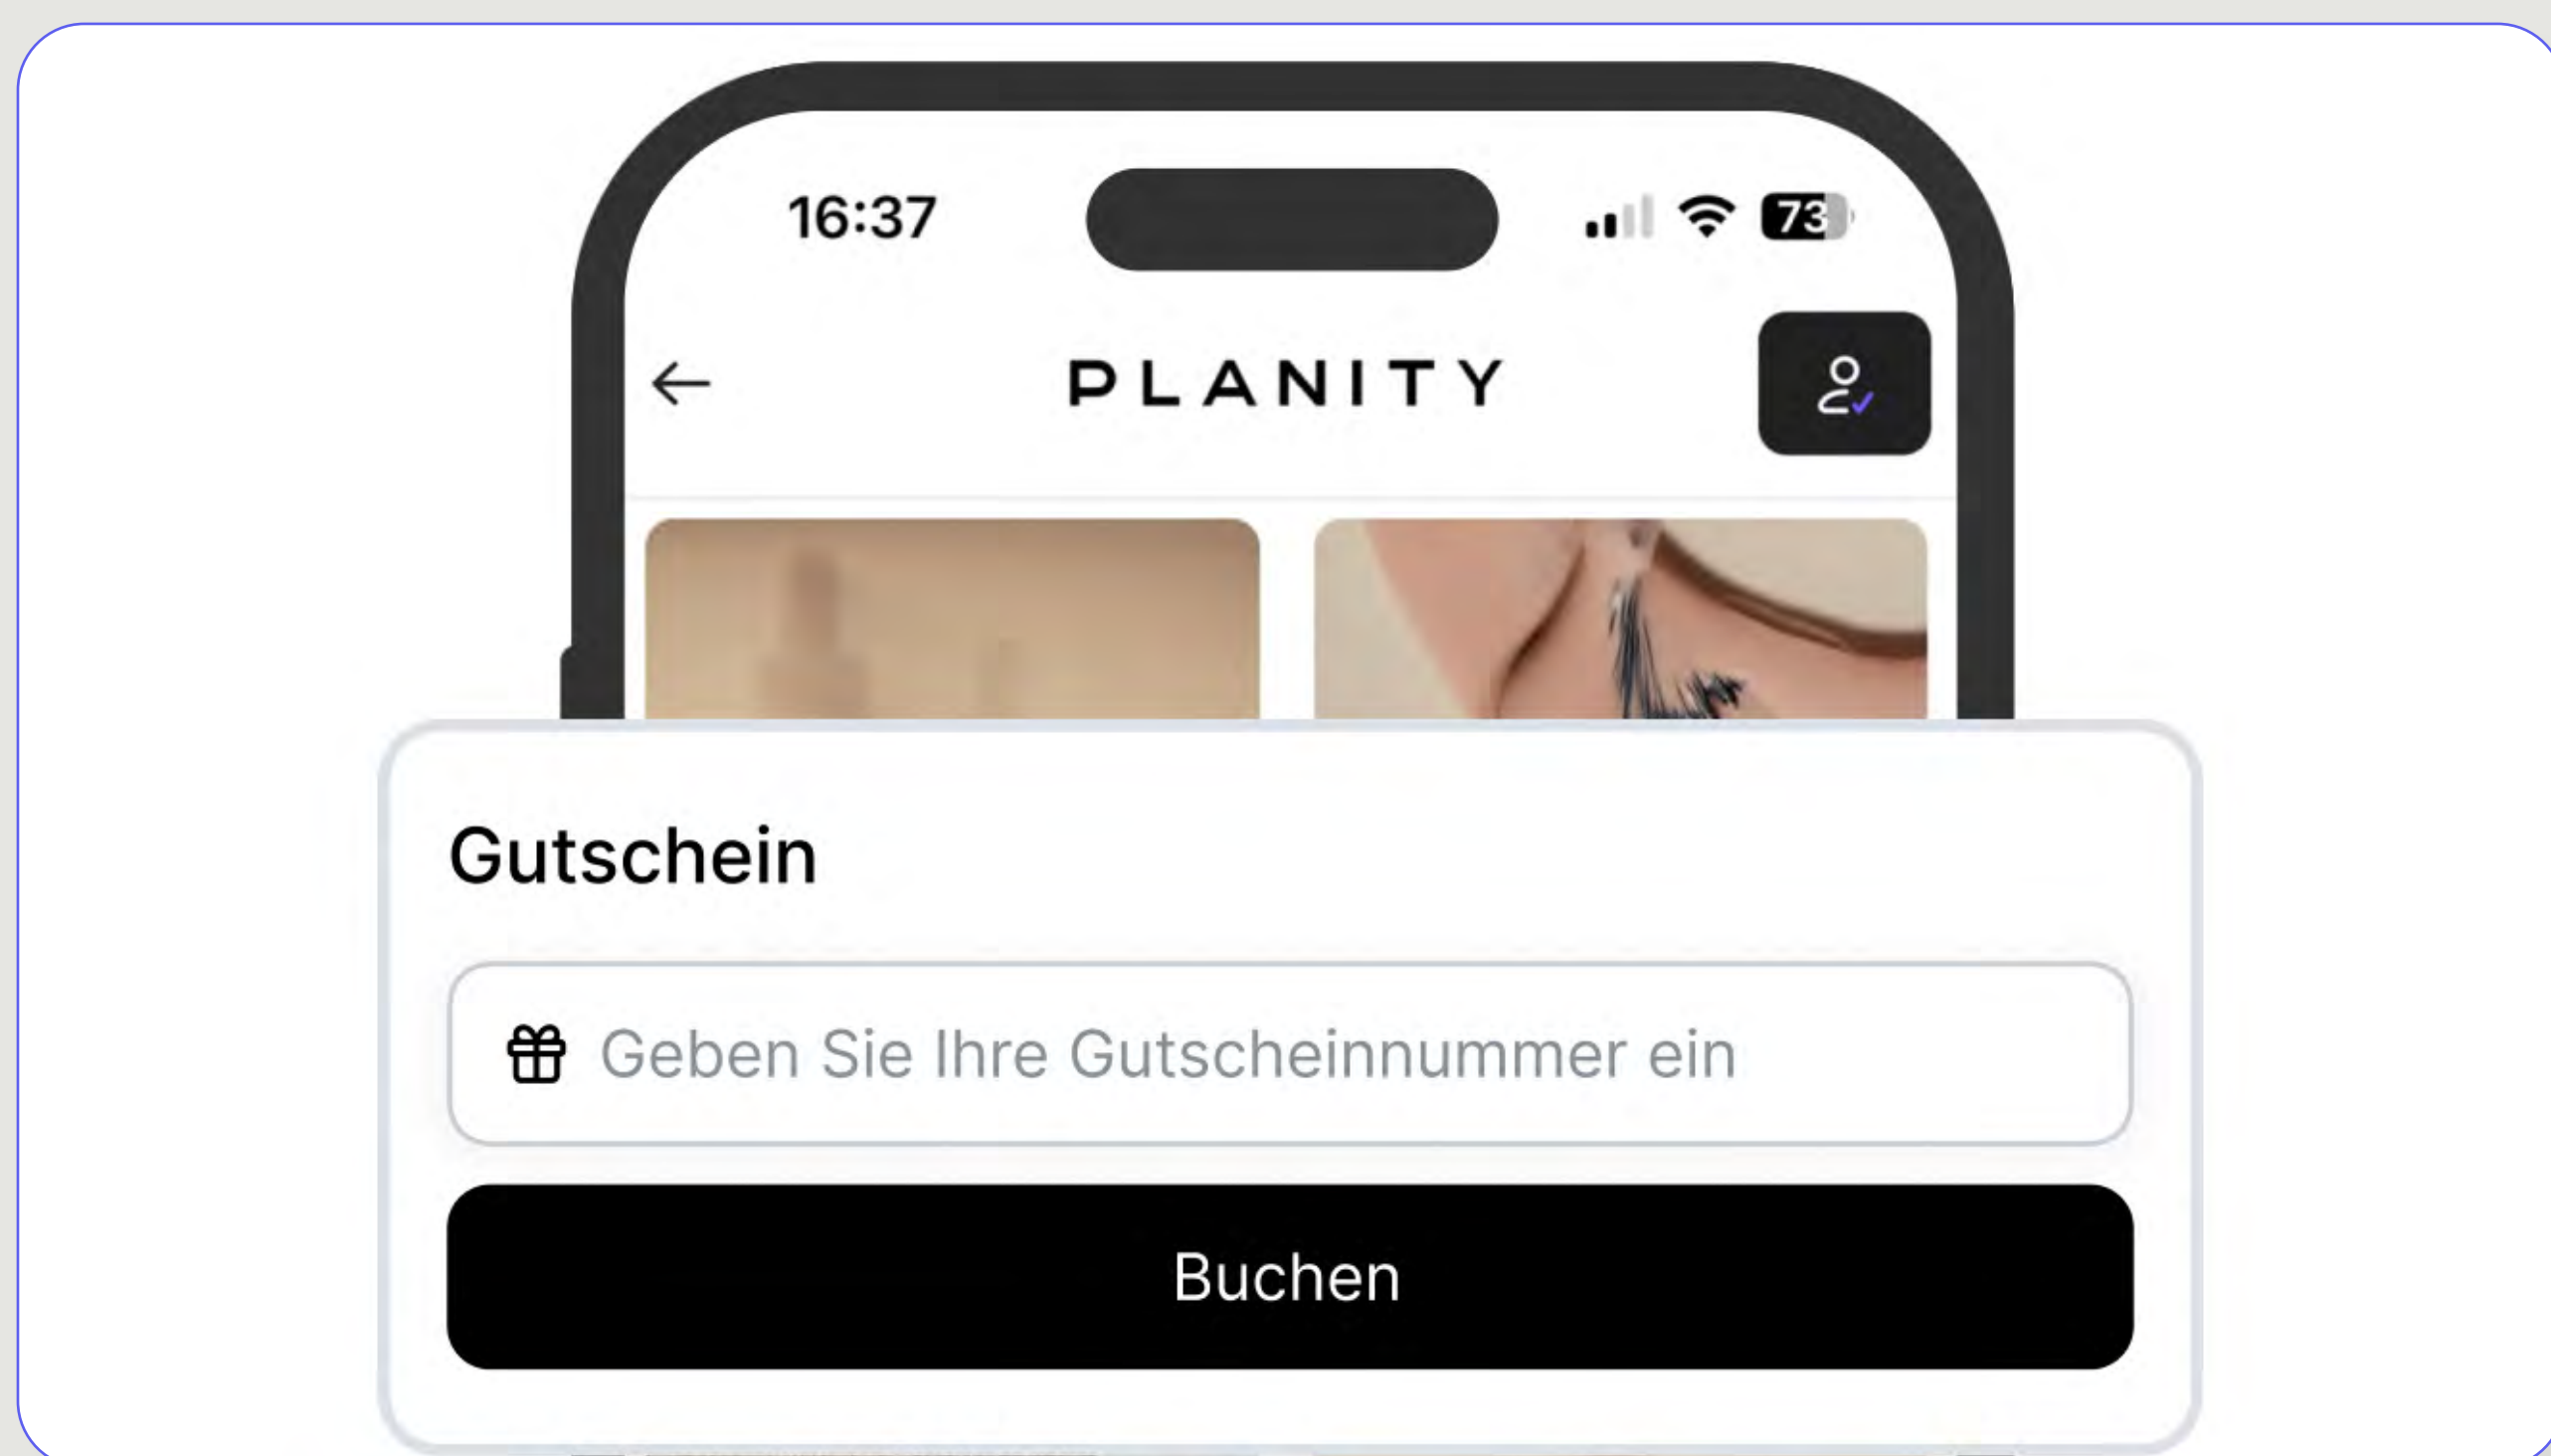 16:37
73
PLANITY
Gutschein
Geben Sie Ihre Gutscheinnummer ein
Buchen